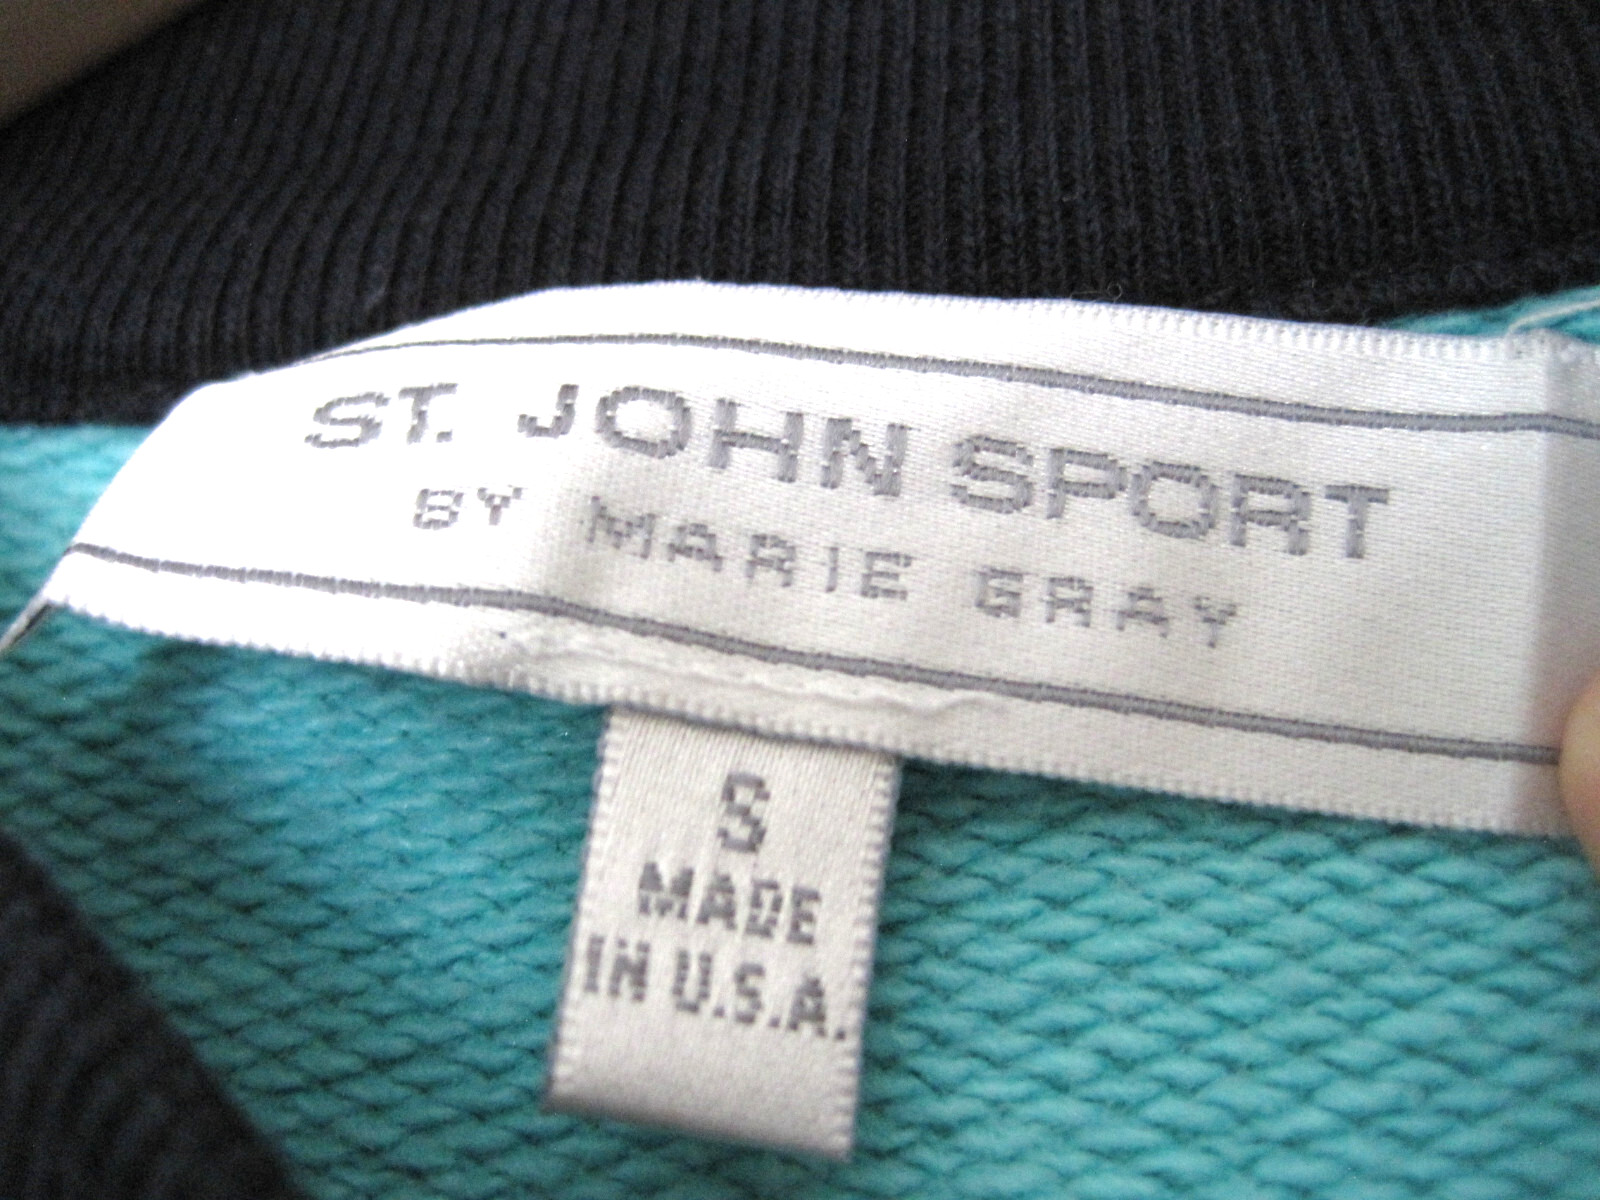 ST. JOHN SPORT
BY MARIE GRAY
S
MADE
IN U.S.A.